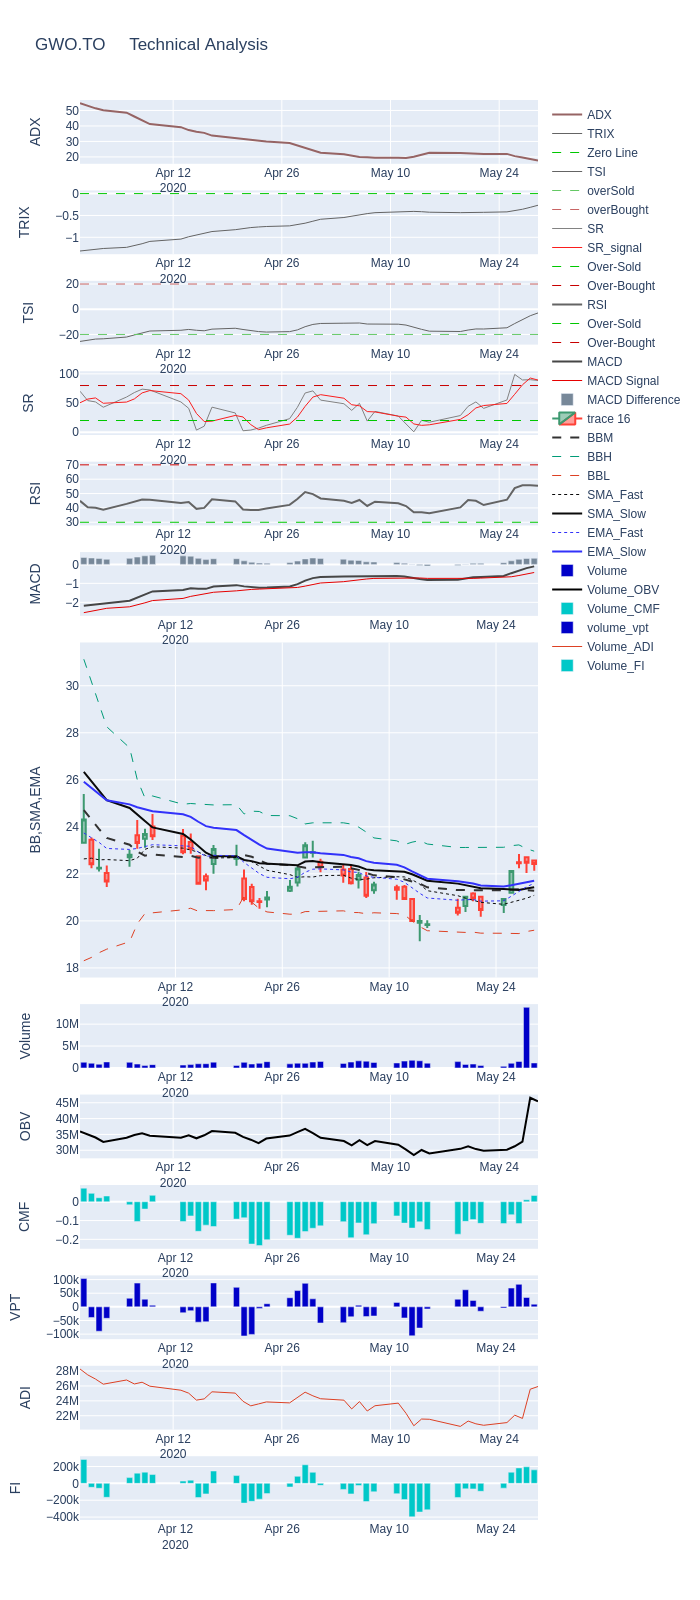 GWO.TO Technical Analysis
ADX
50
40
30
20
Apr 12
2020
Apr 26
May 10
May 24
TRIX
0
−0.5
−1
Apr 12
2020
Apr 26
May 10
May 24
TSI
20
0
−20
Apr 12
2020
Apr 26
May 10
May 24
SR
100
50
0
Apr 12
2020
Apr 26
May 10
May 24
RSI
70
60
50
40
30
Apr 12
2020
Apr 26
May 10
May 24
MACD
0
−1
−2
Apr 12
2020
Apr 26
May 10
May 24
BB,SMA,EMA
30
28
26
24
22
20
18
Apr 12
2020
Apr 26
May 10
May 24
Volume
10M
5M
0
Apr 12
2020
Apr 26
May 10
May 24
OBV
45M
40M
35M
30M
Apr 12
2020
Apr 26
May 10
May 24
CMF
0
−0.1
−0.2
Apr 12
2020
Apr 26
May 10
May 24
VPT
100k
50k
0
−50k
−100k
Apr 12
2020
Apr 26
May 10
May 24
ADI
28M
26M
24M
22M
Apr 12
2020
Apr 26
May 10
May 24
FI
200k
0
−200k
−400k
Apr 12
2020
Apr 26
May 10
May 24
ADX
TRIX
Zero Line
TSI
overSold
overBought
SR
SR_signal
Over-Sold
Over-Bought
RSI
Over-Sold
Over-Bought
MACD
MACD Signal
MACD Difference
trace 16
BBM
BBH
BBL
SMA_Fast
SMA_Slow
EMA_Fast
EMA_Slow
Volume
Volume_OBV
Volume_CMF
volume_vpt
Volume_ADI
Volume_FI